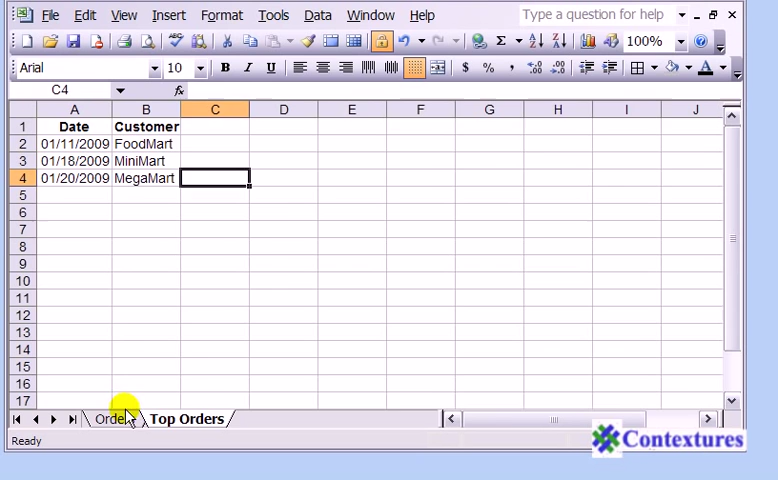 File Edit View Insert Format Tools Data Window Help Type a question for help
100%
Arial 10 B I U $ % ,
C4 fx
A B C D E F G H I J
1 Date Customer
2 01/11/2009 FoodMart
3 01/18/2009 MiniMart
4 01/20/2009 MegaMart
5
6
7
8
9
10
11
12
13
14
15
16
17
Top Orders
Ready
Contextures